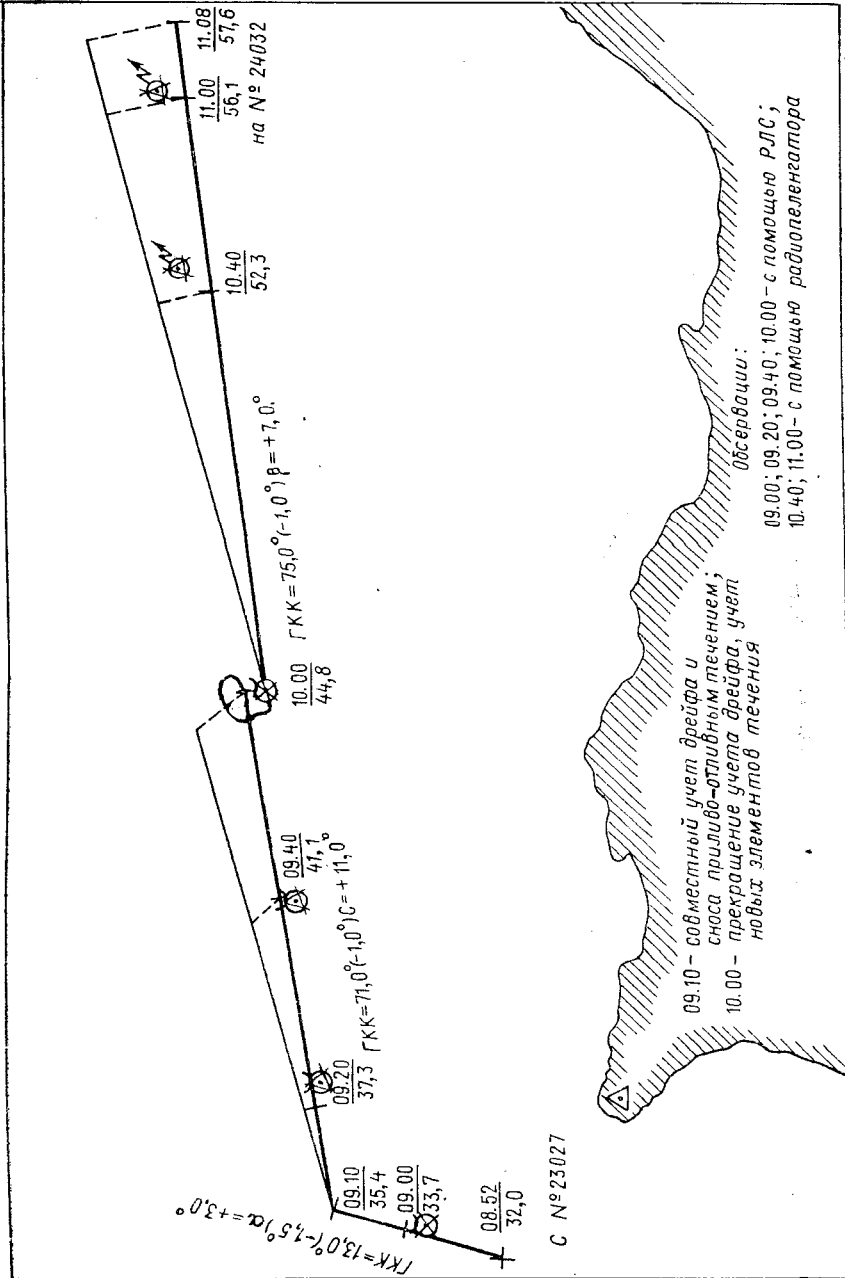 С №23027
08.52
32,0
09.00
33,7
09.10
35,4
ГКК=13,0°(-1,5°)α=+3,0°
09.20
37,3
ГКК=71,0°(-1,0°)С=+11,0°
09.40
41,1
10.00
44,8
ГКК=75,0°(-1,0°)β=+7,0°
10.40
52,3
11.00
56,1
11.08
57,6
на № 24032
09.10 - совместный учет дрейфа и
сноса приливо-отливным течением;
10.00 - прекращение учета дрейфа, учет
новых элементов течения
Обсервации:
09.00; 09.20; 09.40; 10.00 - с помощью РЛС;
10.40; 11.00 - с помощью радиопеленгатора